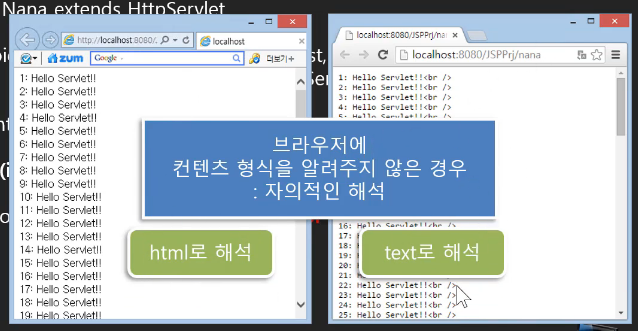 Nana extends HttpServlet
http://localhost:8080/.
localhost
zum
Google
더보기
1: Hello Servlet!!
2: Hello Servlet!!
3: Hello Servlet!!
4: Hello Servlet!!
5: Hello Servlet!!
6: Hello Servlet!!
7: Hello Servlet!!
8: Hello Servlet!!
9: Hello Servlet!!
10: Hello Servlet!!
11: Hello Servlet!!
12: Hello Servlet!!
13: Hello Servlet!!
14: Hello Servlet!!
15: Hello Servlet!!
16: Hello Servlet!!
17: Hello Servlet!!
18: Hello Servlet!!
19: Hello Servlet!!
localhost:8080/JSPPrj/na
localhost:8080/JSPPrj/nana
1: Hello Servlet!!<br />
2: Hello Servlet!!<br />
3: Hello Servlet!!<br />
4: Hello Servlet!!<br />
5: Hello Servlet!!<br />
16: Hello Servlet!!<br />
17:
18:
19:
20:
21:
22: Hello Servlet!!<br />
23: Hello Servlet!!<br />
24: Hello Servlet!!<br />
25: Hello Servlet!!<br />
브라우저에
컨텐츠 형식을 알려주지 않은 경우
: 자의적인 해석
html로 해석
text로 해석